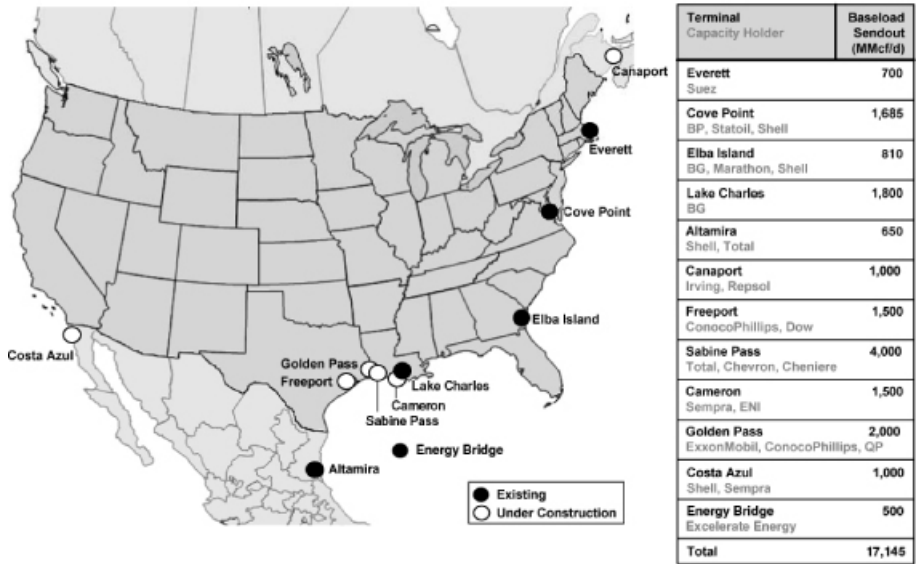 Canaport
Everett
Cove Point
Elba Island
Costa Azul
Golden Pass
Freeport
Lake Charles
Cameron
Sabine Pass
Energy Bridge
Altamira
Existing
Under Construction
Terminal
Capacity Holder
Baseload
Sendout
(MMcf/d)
Everett 700
Suez
Cove Point 1,685
BP, Statoil, Shell
Elba Island 810
BG, Marathon, Shell
Lake Charles 1,800
BG
Altamira 650
Shell, Total
Canaport 1,000
Irving, Repsol
Freeport 1,500
ConocoPhillips, Dow
Sabine Pass 4,000
Total, Chevron, Cheniere
Cameron 1,500
Sempra, ENI
Golden Pass 2,000
ExxonMobil, ConocoPhillips, QP
Costa Azul 1,000
Shell, Sempra
Energy Bridge 500
Excelerate Energy
Total 17,145